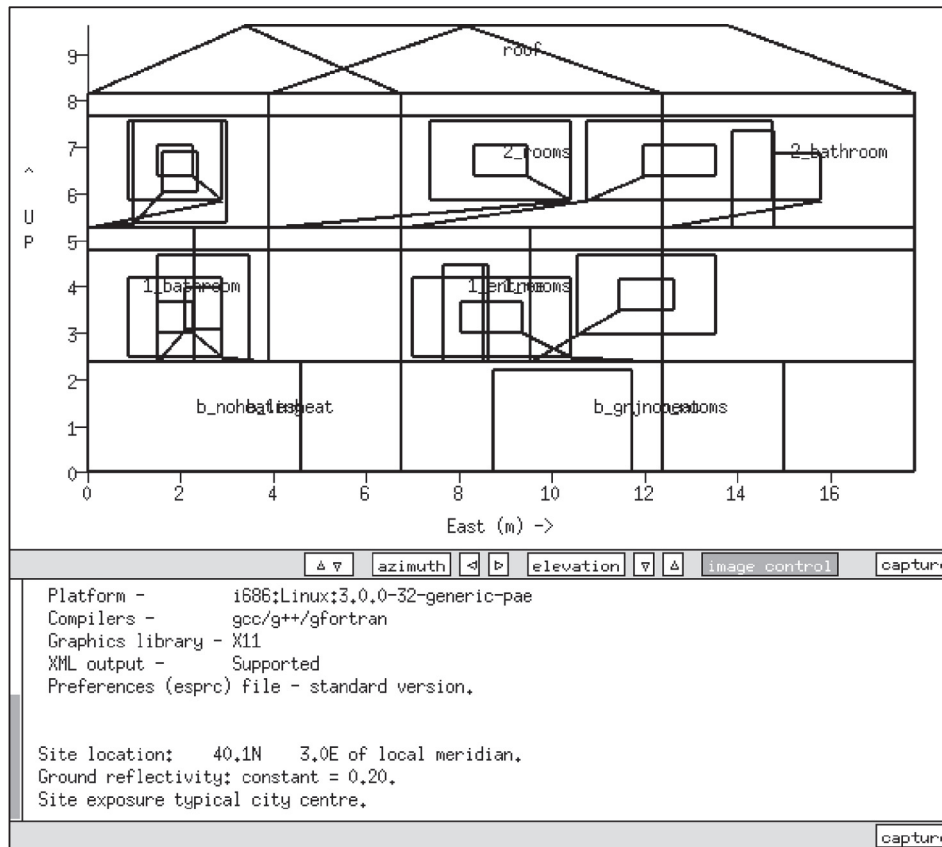 9
roof
8
7
2_rooms
2_bathroom
^
6
U
P
5
4
1_bathroom
3
2
1
0
0 2 4 6 8 10 12 14 16
East (m) ->
azimuth elevation image control capture
Platform - i686:Linux:3.0.0-32-generic-pae
Compilers - gcc/g++/gfortran
Graphics library - X11
XML output - Supported
Preferences (esprc) file - standard version.
Site location: 40.1N 3.0E of local meridian.
Ground reflectivity: constant = 0.20.
Site exposure typical city centre.
capture